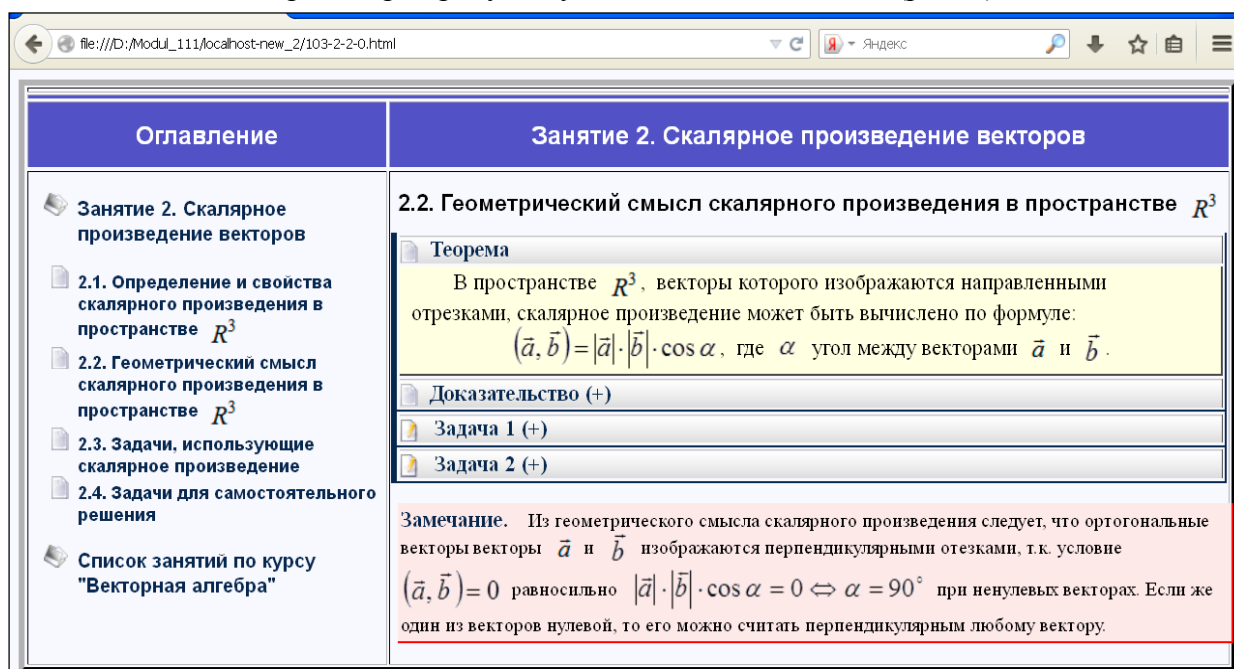 file:///D:/Modul_111/localhost-new_2/103-2-2-0.html
Яндекс
Оглавление
Занятие 2. Скалярное
произведение векторов
2.1. Определение и свойства
скалярного произведения в
пространстве R³
2.2. Геометрический смысл
скалярного произведения в
пространстве R³
2.3. Задачи, использующие
скалярное произведение
2.4. Задачи для самостоятельного
решения
Список занятий по курсу
"Векторная алгебра"
Занятие 2. Скалярное произведение векторов
2.2. Геометрический смысл скалярного произведения в пространстве R³
Теорема
В пространстве R³, векторы которого изображаются направленными
отрезками, скалярное произведение может быть вычислено по формуле:
(a⃗, b⃗) = |a⃗| · |b⃗| · cos α, где α угол между векторами a⃗ и b⃗.
Доказательство (+)
Задача 1 (+)
Задача 2 (+)
Замечание. Из геометрического смысла скалярного произведения следует, что ортогональные
векторы векторы a⃗ и b⃗ изображаются перпендикулярными отезками, т.к. условие
(a⃗, b⃗) = 0 равносильно |a⃗| · |b⃗| · cos α = 0 ⇔ α = 90° при ненулевых векторах. Если же
один из векторов нулевой, то его можно считать перпендикулярным любому вектору.